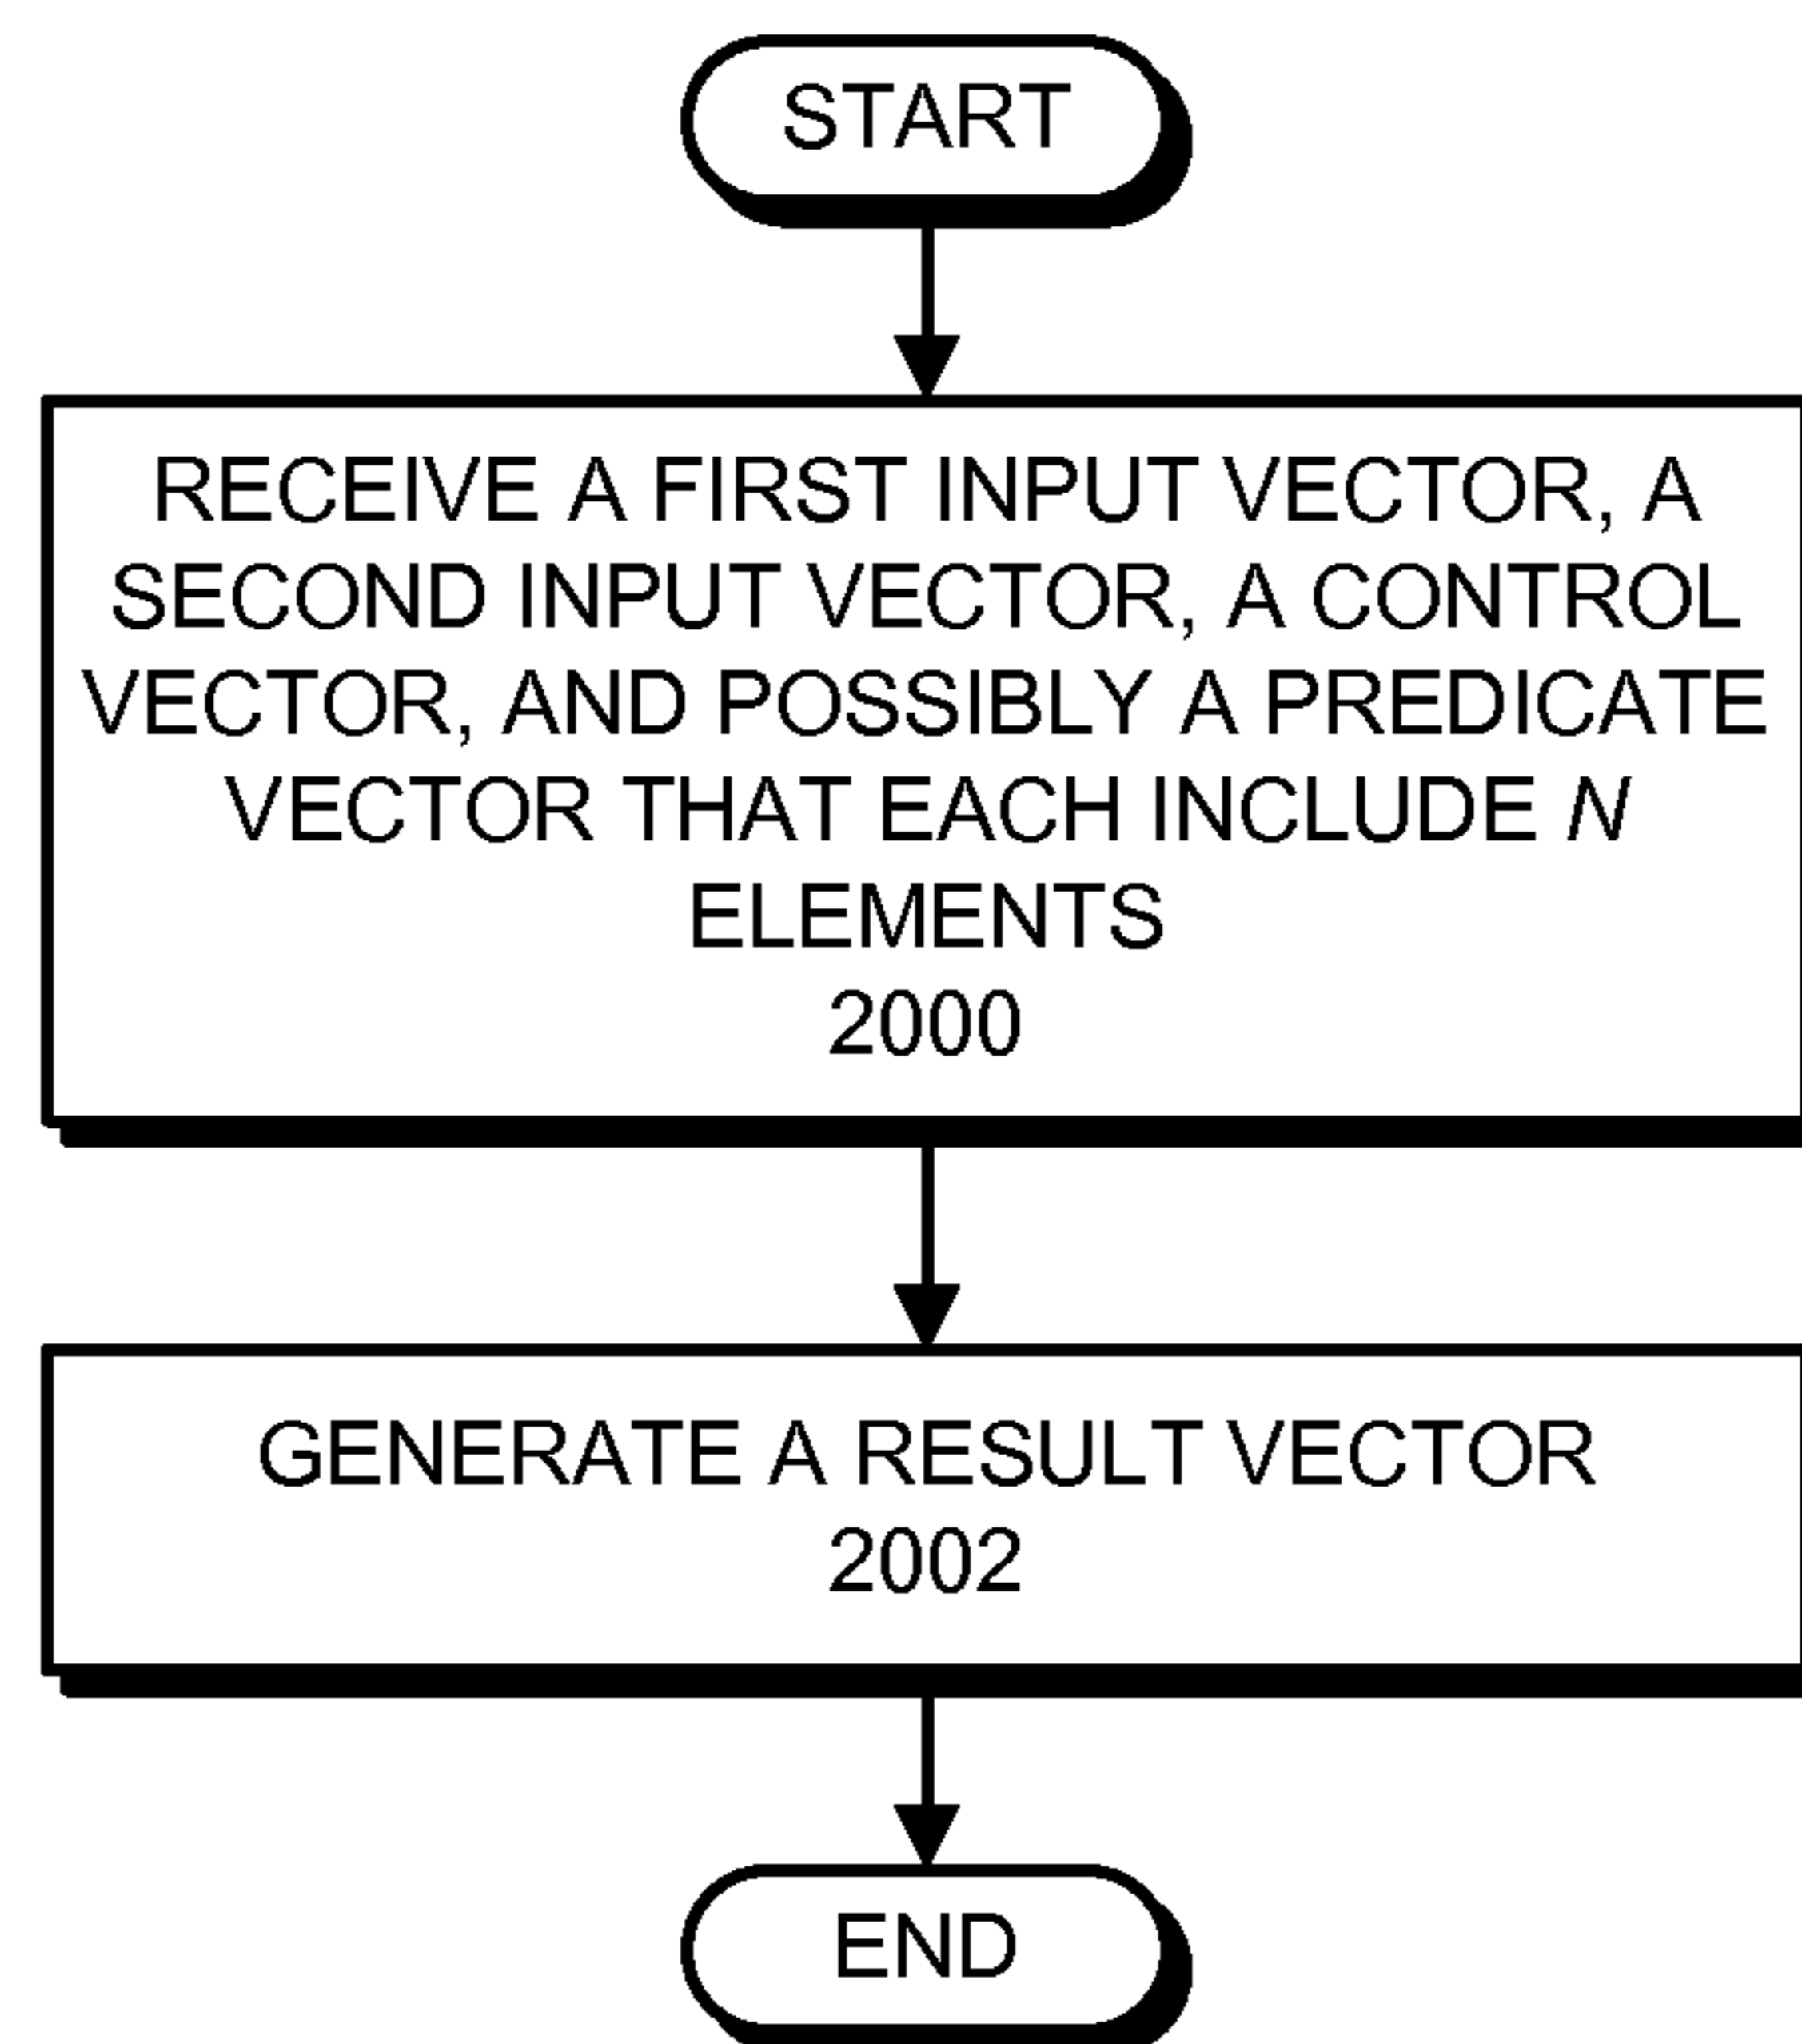 START
RECEIVE A FIRST INPUT VECTOR, A
SECOND INPUT VECTOR, A CONTROL
VECTOR, AND POSSIBLY A PREDICATE
VECTOR THAT EACH INCLUDE N
ELEMENTS
2000
GENERATE A RESULT VECTOR
2002
END